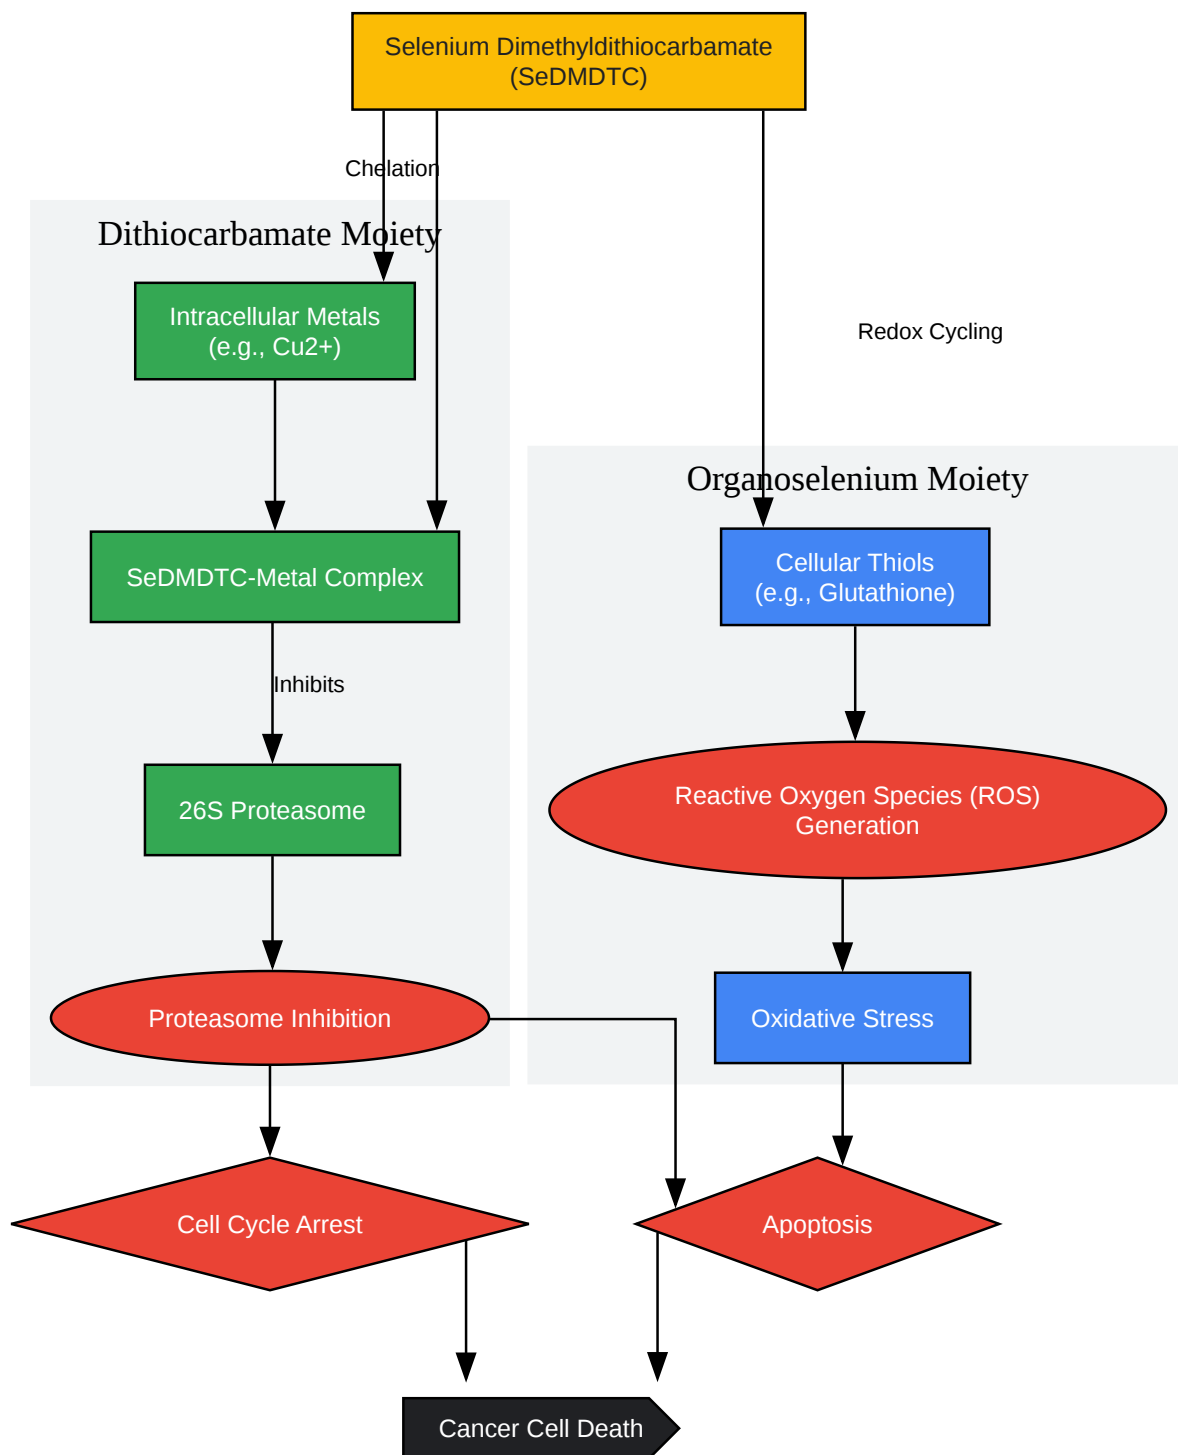 Selenium Dimethyldithiocarbamate
(SeDMDTC)
Chelation
Dithiocarbamate Moiety
Intracellular Metals
(e.g., Cu2+)
Redox Cycling
Organoselenium Moiety
SeDMDTC-Metal Complex
Cellular Thiols
(e.g., Glutathione)
Inhibits
26S Proteasome
Reactive Oxygen Species (ROS)
Generation
Proteasome Inhibition
Oxidative Stress
Cell Cycle Arrest
Apoptosis
Cancer Cell Death